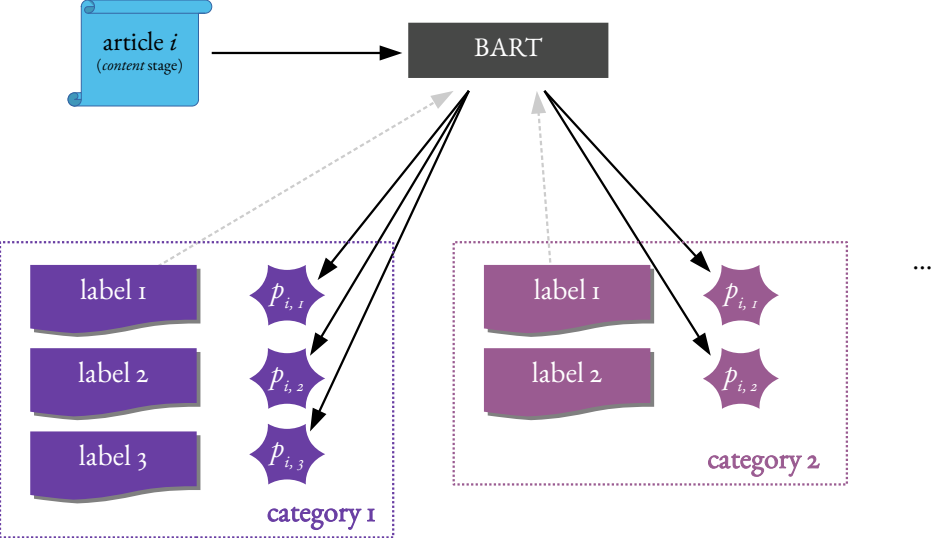 article i
(content stage)
BART
label 1
p i, 1
label 2
p i, 2
label 3
p i, 3
category 1
label 1
p i, 1
label 2
p i, 2
category 2
...